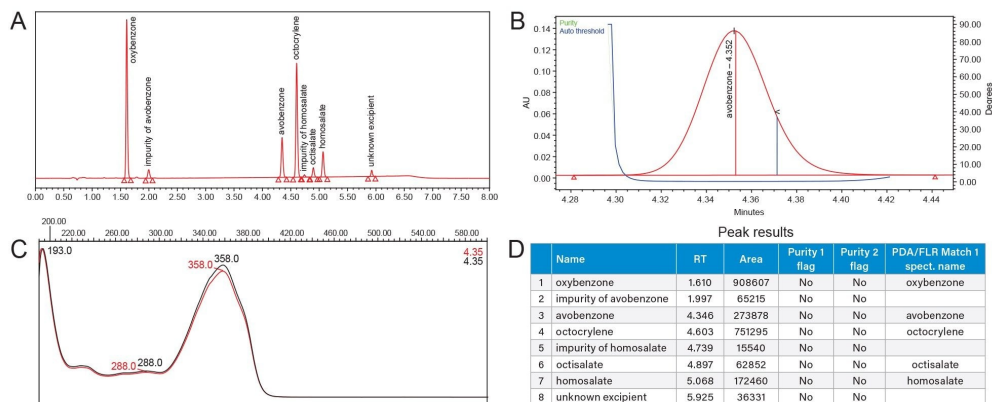 A
oxybenzone
impurity of avobenzone
avobenzone
octocrylene
impurity of homosalate
octisalate
homosalate
unknown excipient
0.00 0.50 1.00 1.50 2.00 2.50 3.00 3.50 4.00 4.50 5.00 5.50 6.00 6.50 7.00 7.50 8.00
B
Purity
Auto threshold
avobenzone – 4.352
AU
0.14
0.12
0.10
0.08
0.06
0.04
0.02
0.00
90.00
80.00
70.00
60.00
50.00
40.00
30.00
20.00
10.00
0.00
Degrees
4.28 4.30 4.32 4.34 4.36 4.38 4.40 4.42 4.44
Minutes
C
200.00
220.00 260.00 300.00 340.00 380.00 420.00 460.00 500.00 540.00 580.00
193.0
358.0
358.0
288.0
288.0
4.35
4.35
D
Peak results
Name RT Area Purity 1 flag Purity 2 flag PDA/FLR Match 1 spect. name
1 oxybenzone 1.610 908607 No No oxybenzone
2 impurity of avobenzone 1.997 65215 No No
3 avobenzone 4.346 273878 No No avobenzone
4 octocrylene 4.603 751295 No No octocrylene
5 impurity of homosalate 4.739 15540 No No
6 octisalate 4.897 62852 No No octisalate
7 homosalate 5.068 172460 No No homosalate
8 unknown excipient 5.925 36331 No No